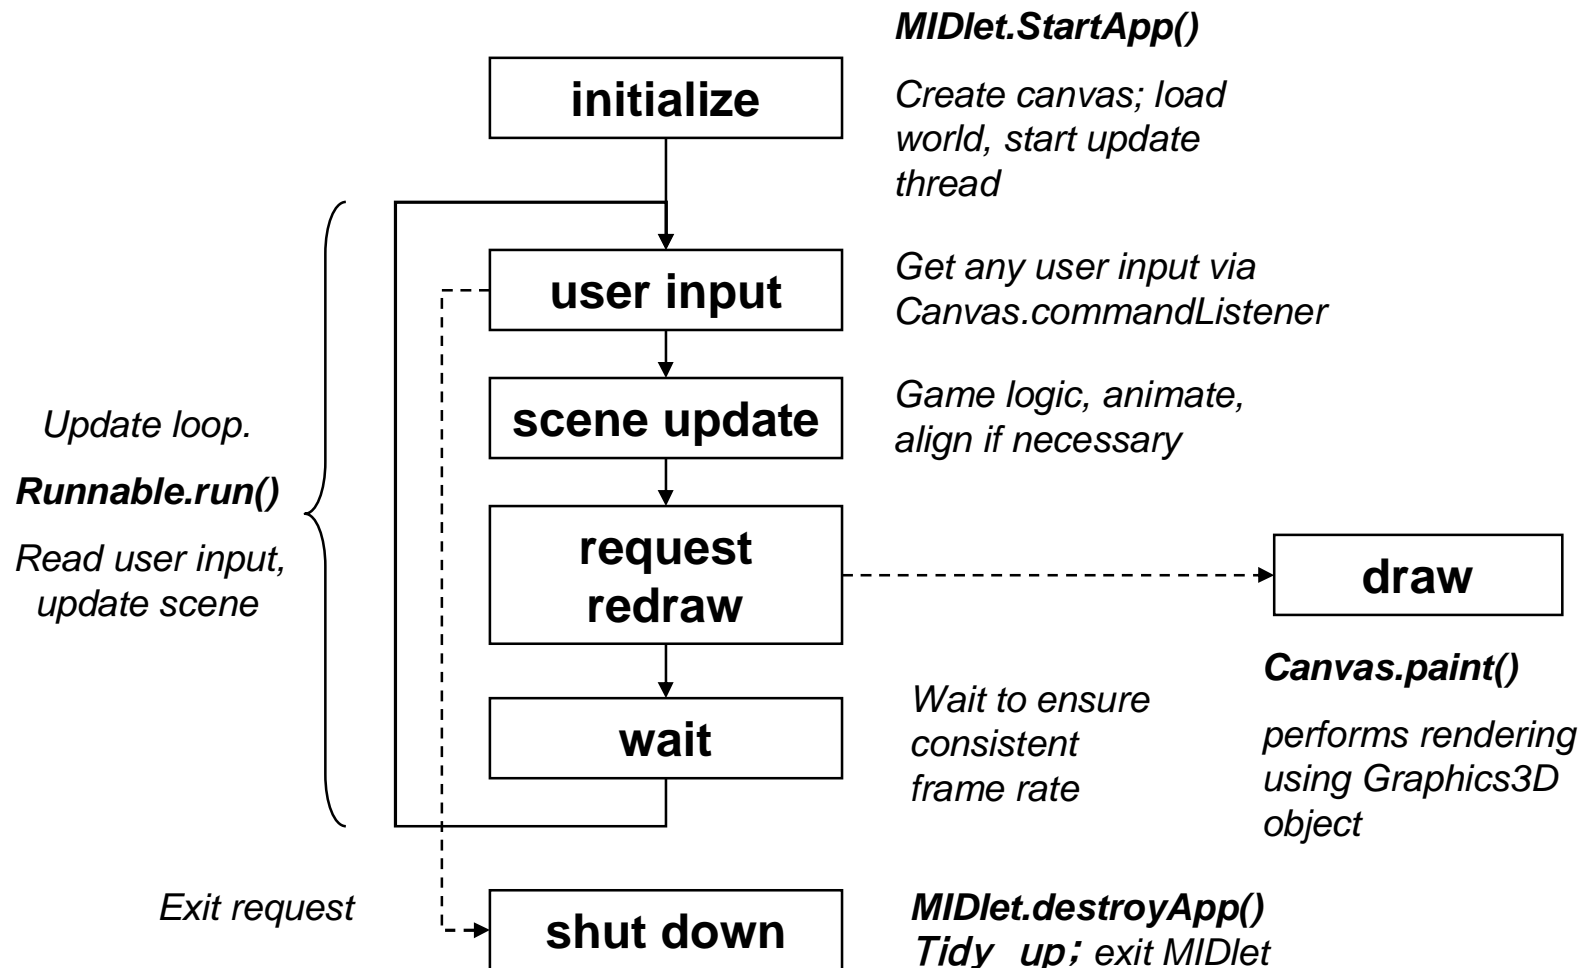 MIDlet.StartApp()
initialize
Create canvas; load
world, start update
thread
user input
Get any user input via
Canvas.commandListener
scene update
Game logic, animate,
align if necessary
Update loop.
Runnable.run()
Read user input,
update scene
request
redraw
draw
Canvas.paint()
performs rendering
using Graphics3D
object
wait
Wait to ensure
consistent
frame rate
Exit request
shut down
MIDlet.destroyApp()
Tidy up; exit MIDlet